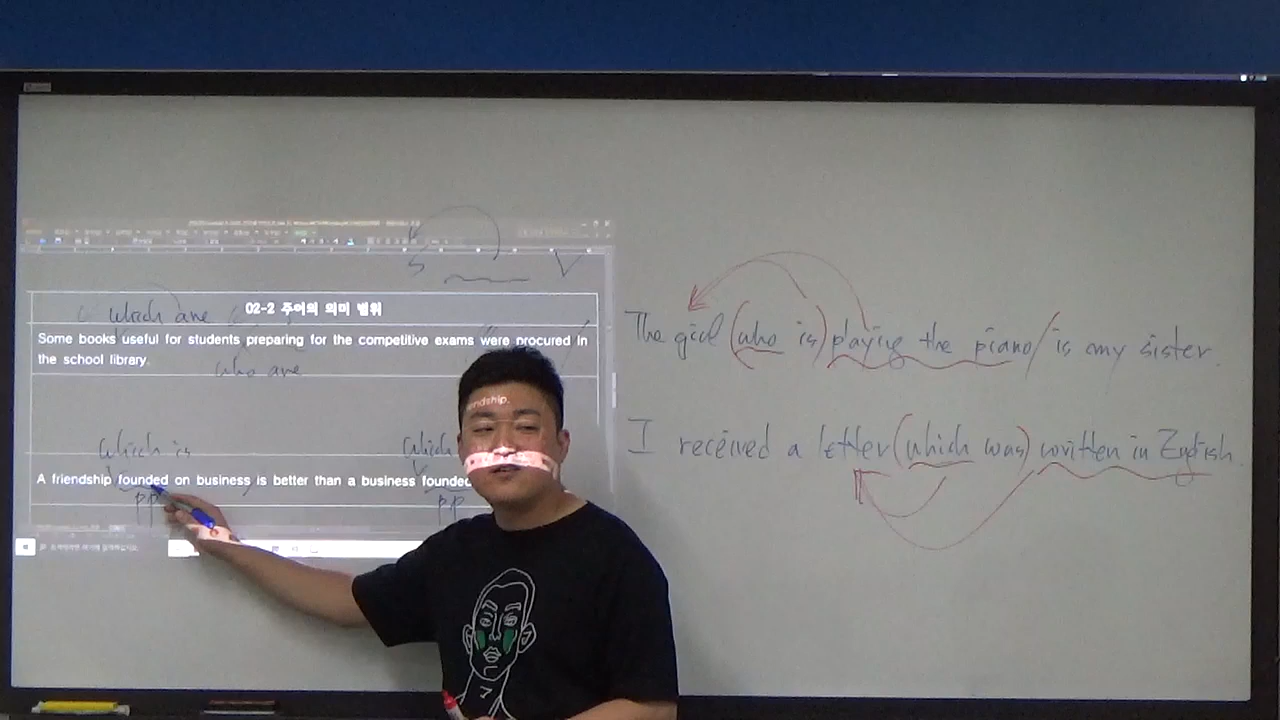 S V
which are
02-2 주어의 의미 범위
Some books useful for students preparing for the competitive exams were procured in
the school library.
who are
which is which
A friendship founded on business is better than a business founded
p.p p.p
friendship.
The girl (who is) playing the piano / is my sister.
I received a letter (which was) written in English.